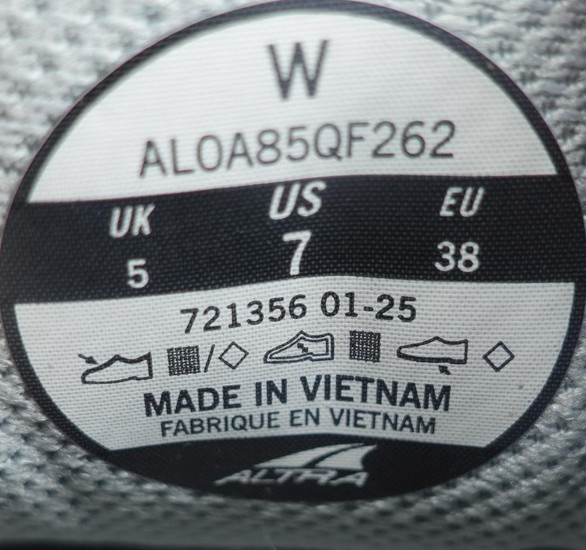 W
AL0A85QF262
UK US EU
5 7 38
721356 01-25
/
MADE IN VIETNAM
FABRIQUE EN VIETNAM
ALTRA